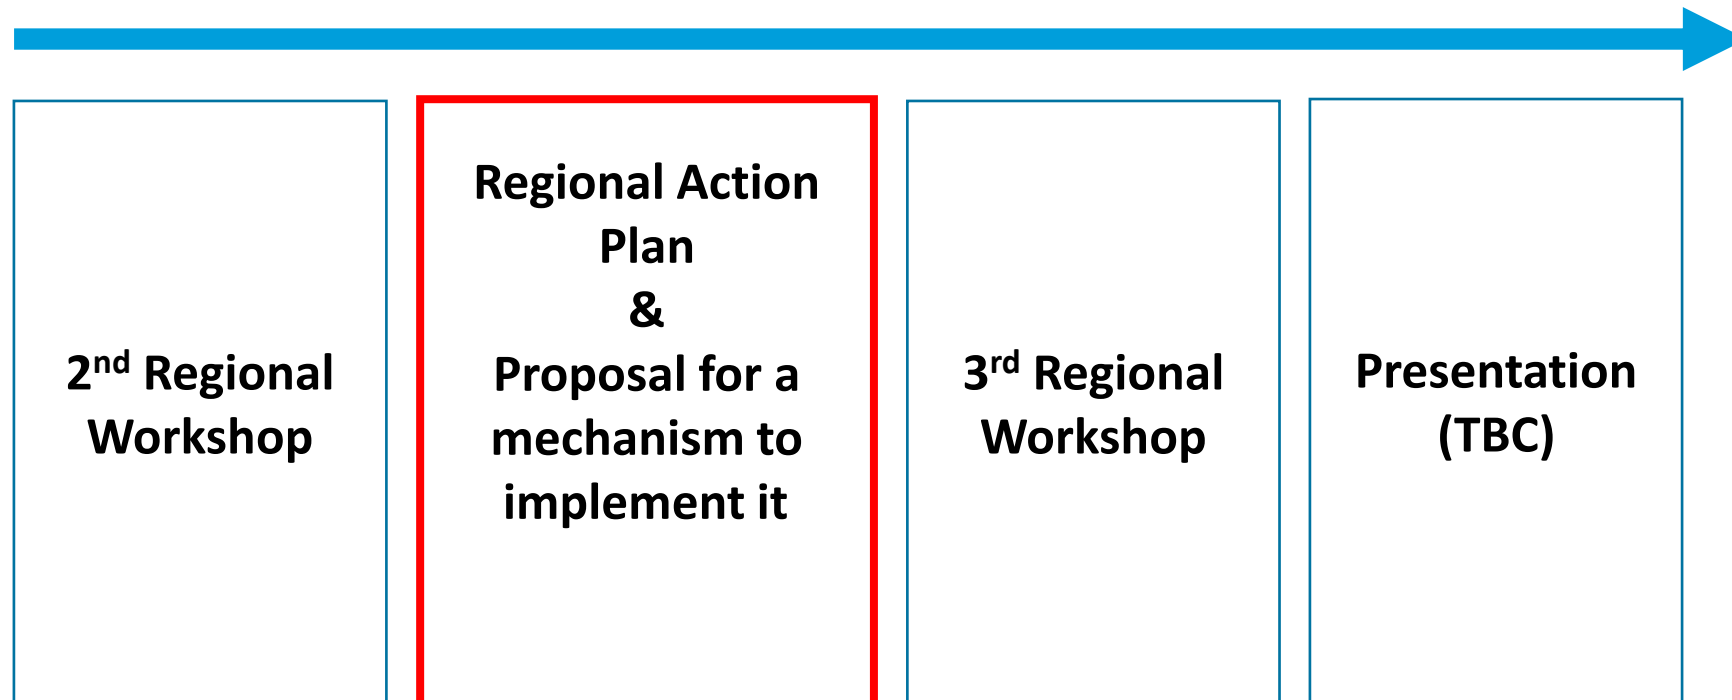 2nd Regional
Workshop
Regional Action
Plan
&
Proposal for a
mechanism to
implement it
3rd Regional
Workshop
Presentation
(TBC)